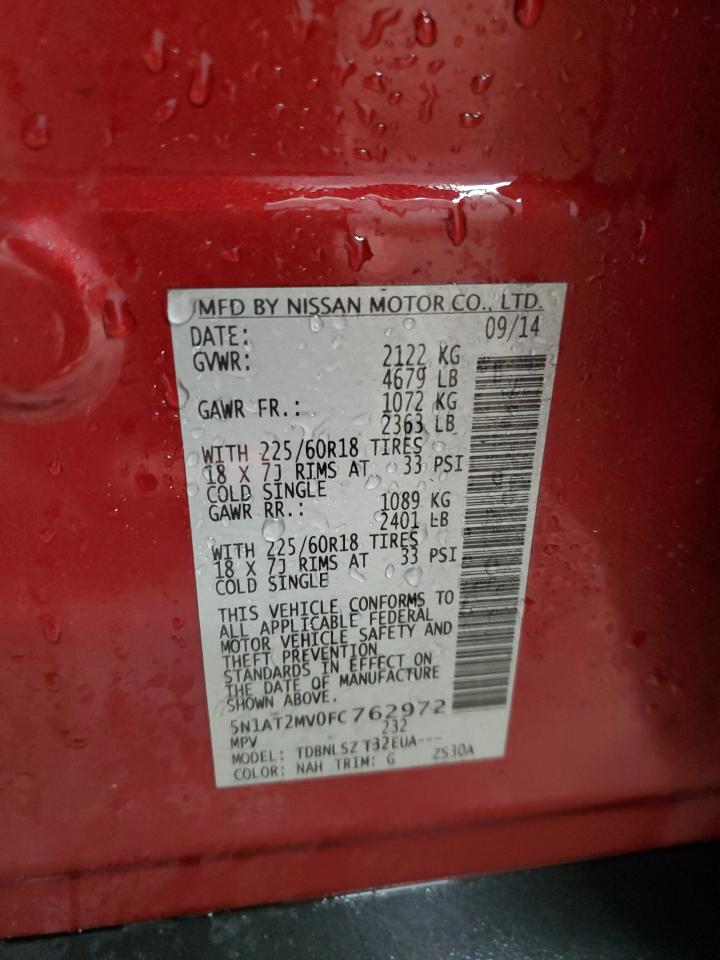 MFD BY NISSAN MOTOR CO., LTD.
DATE: 09/14
GVWR: 2122 KG
4679 LB
GAWR FR.: 1072 KG
2363 LB
WITH 225/60R18 TIRES
18 X 7J RIMS AT 33 PSI
COLD SINGLE
GAWR RR.: 1089 KG
2401 LB
WITH 225/60R18 TIRES
18 X 7J RIMS AT 33 PSI
COLD SINGLE
THIS VEHICLE CONFORMS TO
ALL APPLICABLE FEDERAL
MOTOR VEHICLE SAFETY AND
THEFT PREVENTION
STANDARDS IN EFFECT ON
THE DATE OF MANUFACTURE
SHOWN ABOVE.
5N1AT2MV0FC762972
MPV 232
MODEL: TDBNLSZ T32EUA---
COLOR: NAH TRIM: G ZS30A